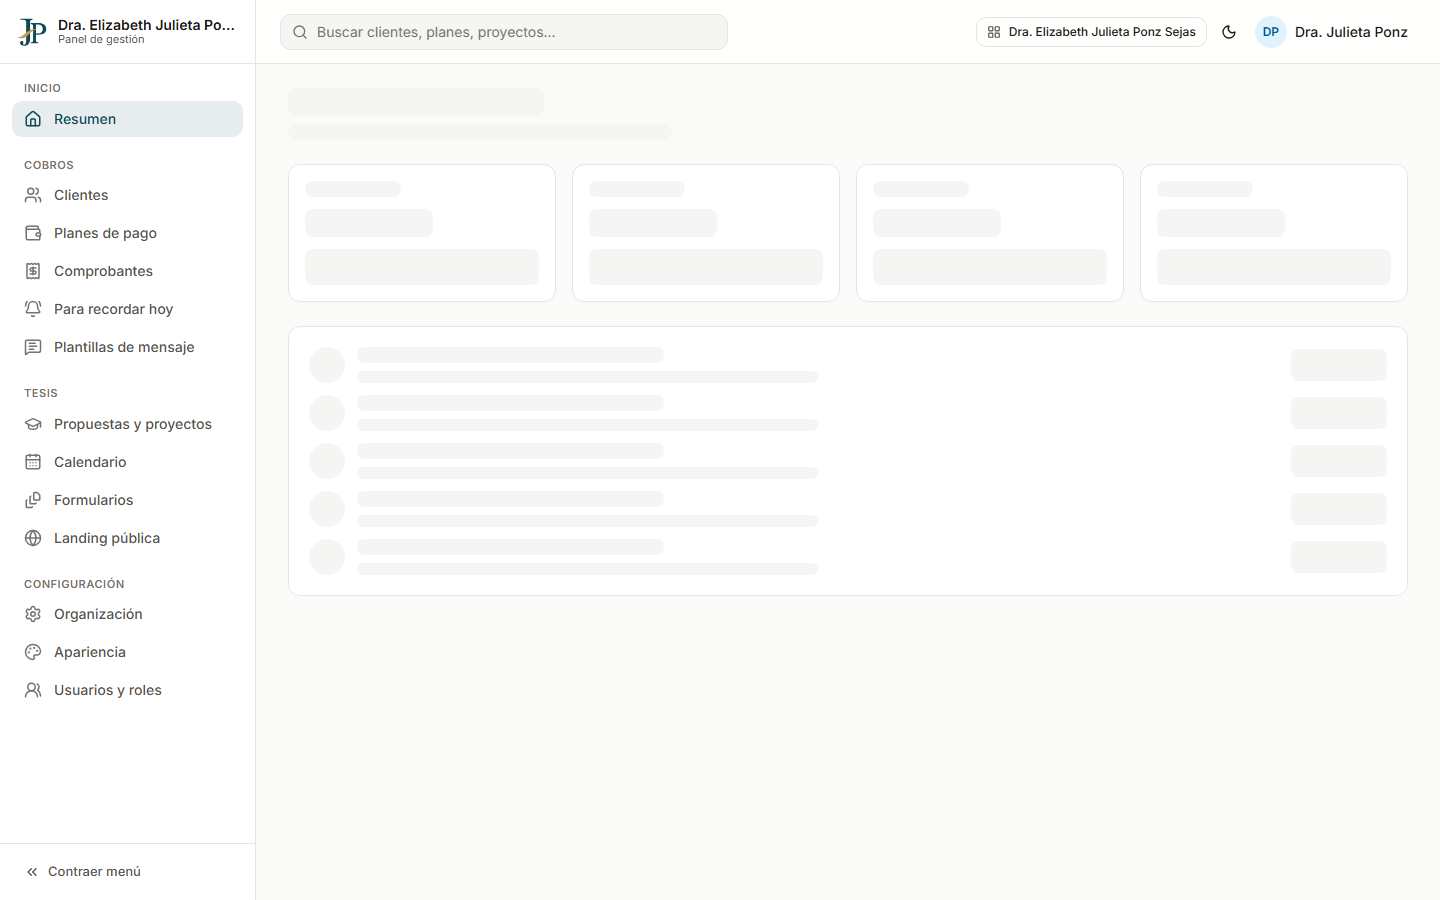 JP
Dra. Elizabeth Julieta Po...
Panel de gestión
Buscar clientes, planes, proyectos...
Dra. Elizabeth Julieta Ponz Sejas
DP
Dra. Julieta Ponz
INICIO
Resumen
COBROS
Clientes
Planes de pago
Comprobantes
Para recordar hoy
Plantillas de mensaje
TESIS
Propuestas y proyectos
Calendario
Formularios
Landing pública
CONFIGURACIÓN
Organización
Apariencia
Usuarios y roles
Contraer menú